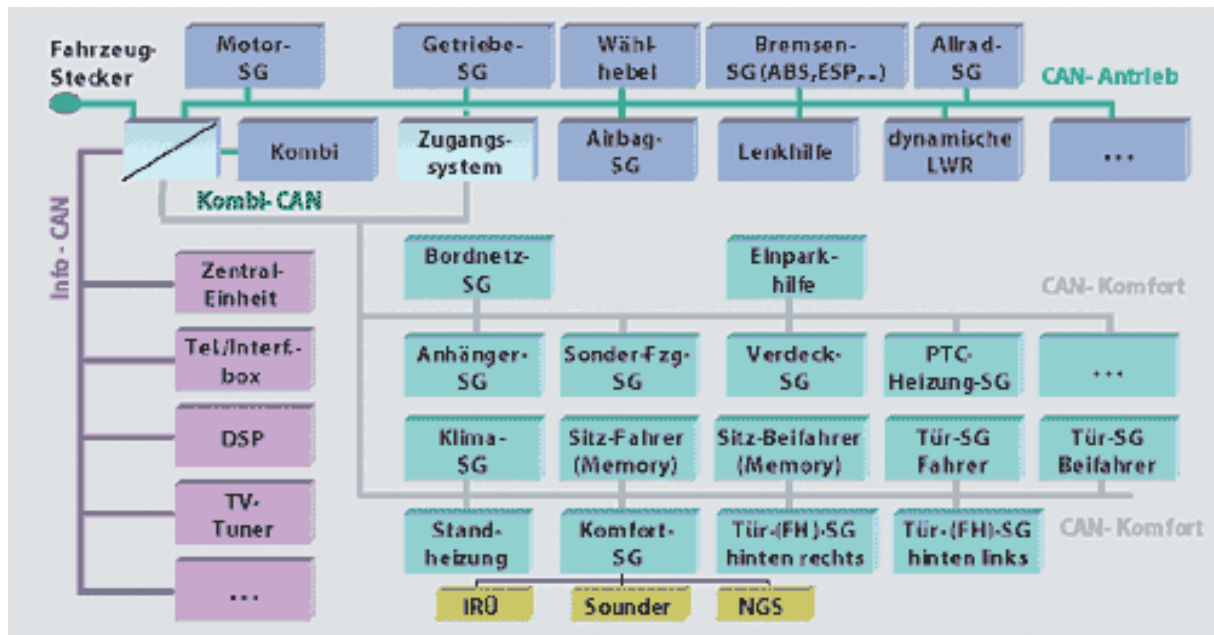 Fahrzeug-
Stecker
Motor-
SG
Getriebe-
SG
Wähl-
hebel
Bremsen-
SG(ABS,ESP,..)
Allrad-
SG
CAN-Antrieb
Kombi
Zugangs-
system
Airbag-
SG
Lenkhilfe
dynamische
LWR
...
Kombi-CAN
Info - CAN
Zentral-
Einheit
Tel./Interf.-
box
DSP
TV-
Tuner
...
Bordnetz-
SG
Einpark-
hilfe
CAN-Komfort
Anhänger-
SG
Sonder-Fzg-
SG
Verdeck-
SG
PTC-
Heizung-SG
...
Klima-
SG
Sitz-Fahrer
(Memory)
Sitz-Beifahrer
(Memory)
Tür-SG
Fahrer
Tür-SG
Beifahrer
CAN-Komfort
Stand-
heizung
Komfort-
SG
Tür-(FH)-SG
hinten rechts
Tür-(FH)-SG
hinten links
IRÜ
Sounder
NGS